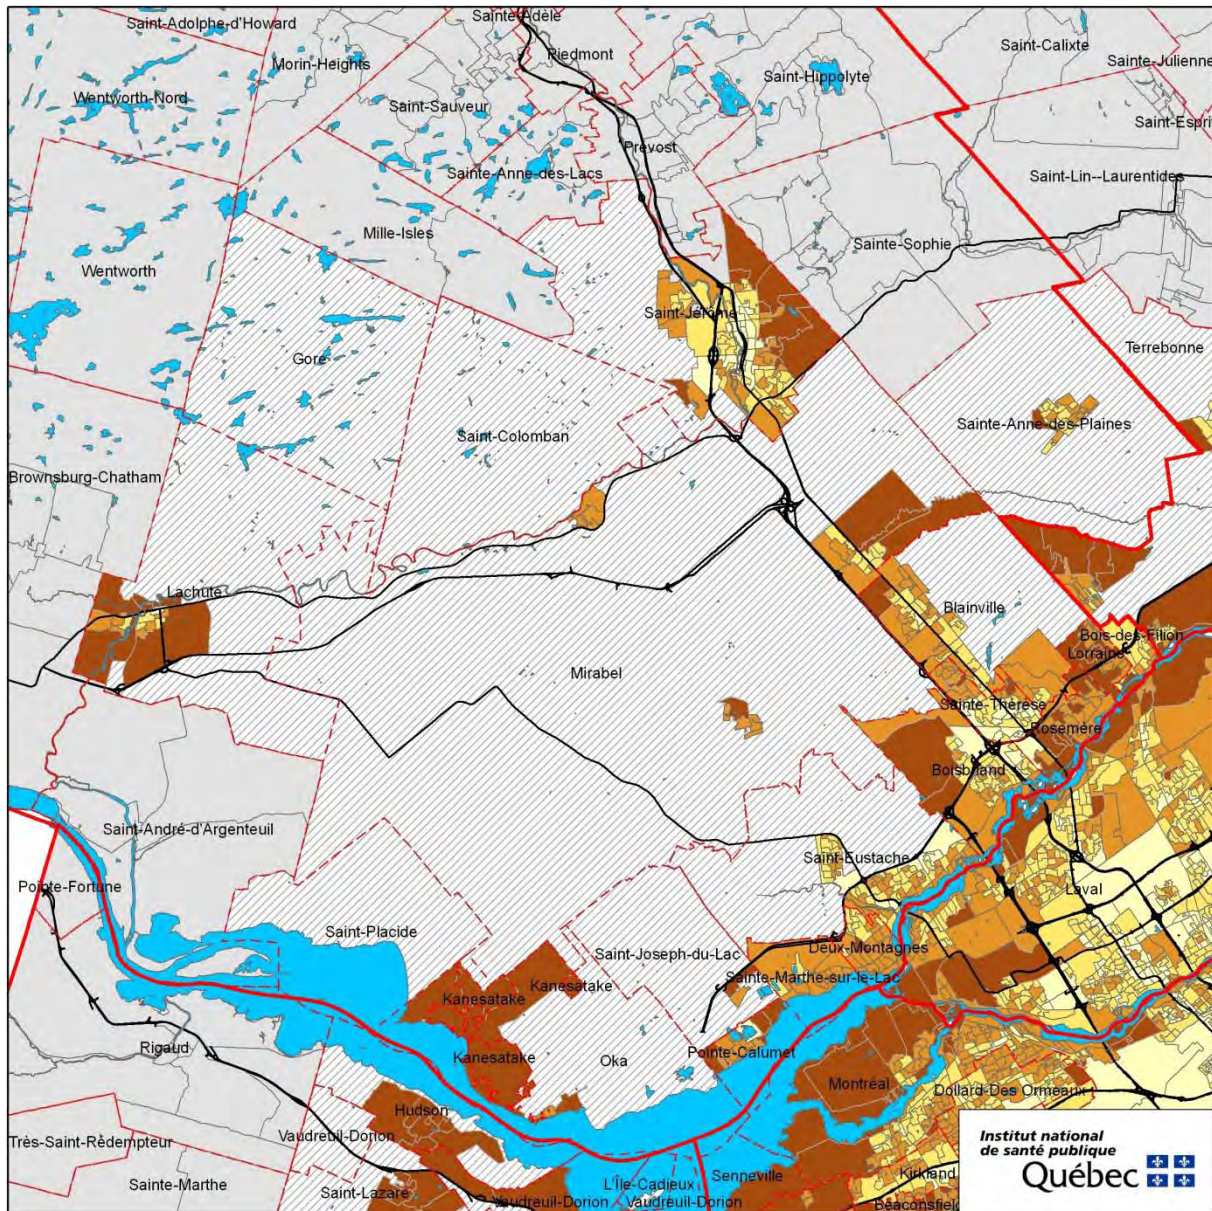 Saint-Adolphe-d'Howard
Sainte-Adèle
Piedmont
Saint-Calixte
Sainte-Julienne
Morin-Heights
Saint-Hippolyte
Wentworth-Nord
Saint-Sauveur
Saint-Esprit
Prévost
Sainte-Anne-des-Lacs
Saint-Lin--Laurentides
Mille-Isles
Sainte-Sophie
Wentworth
Saint-Jérôme
Terrebonne
Gore
Sainte-Anne-des-Plaines
Saint-Colomban
Brownsburg-Chatham
Lachute
Blainville
Bois-des-Filion
Lorraine
Mirabel
Sainte-Thérèse
Rosemère
Boisbriand
Saint-André-d'Argenteuil
Saint-Eustache
Pointe-Fortune
Laval
Saint-Placide
Saint-Joseph-du-Lac
Deux-Montagnes
Sainte-Marthe-sur-le-Lac
Kanesatake
Kanesatake
Rigaud
Kanesatake
Oka
Pointe-Calumet
Montréal
Dollard-Des Ormeaux
Hudson
Vaudreuil-Dorion
Très-Saint-Rédempteur
Sainte-Marthe
Saint-Lazare
L'Île-Cadieux
Senneville
Kirkland
Vaudreuil-Dorion
Vaudreuil-Dorion
Beaconsfield
Institut national
de santé publique
Québec